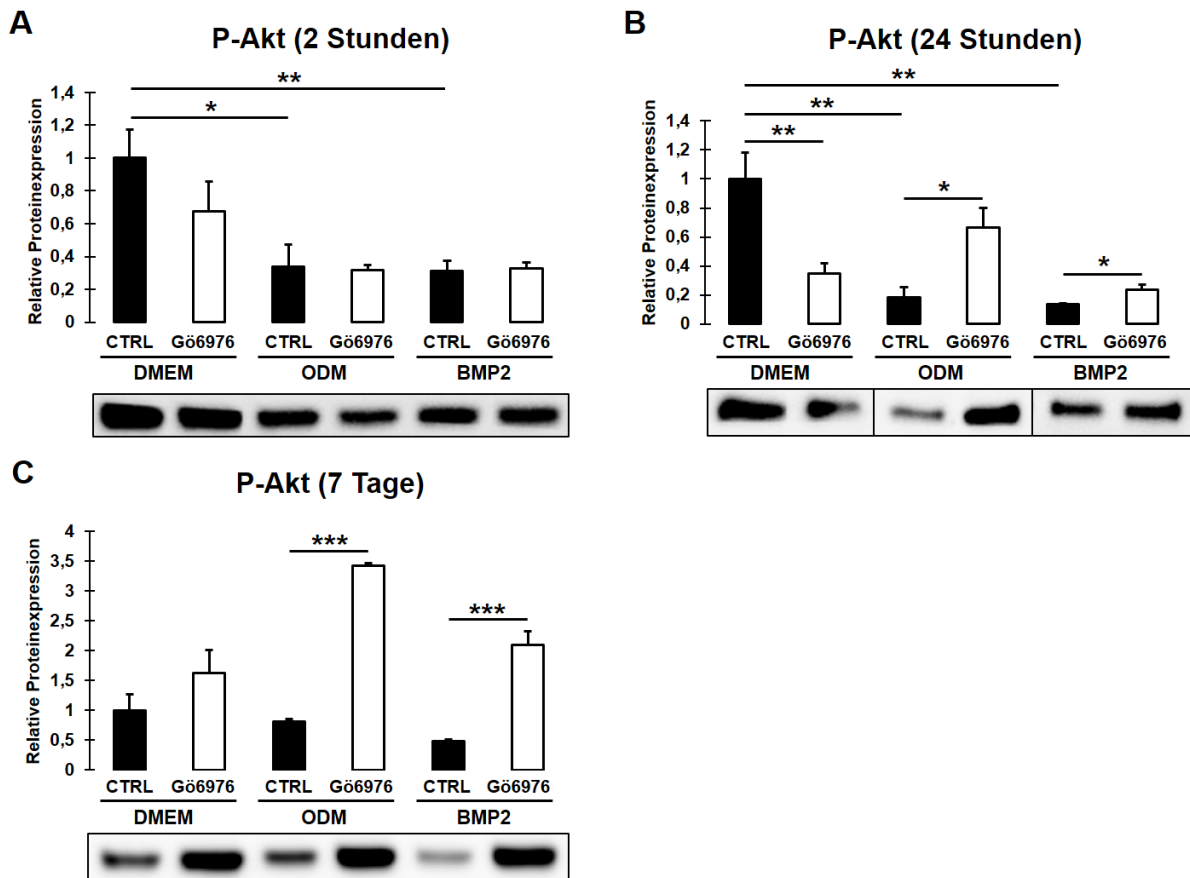 A
P-Akt (2 Stunden)
Relative Proteinexpression
1,4
1,2
1
0,8
0,6
0,4
0,2
0
**
*
CTRL Gö6976 CTRL Gö6976 CTRL Gö6976
DMEM ODM BMP2
B
P-Akt (24 Stunden)
Relative Proteinexpression
1,4
1,2
1
0,8
0,6
0,4
0,2
0
**
**
**
*
*
CTRL Gö6976 CTRL Gö6976 CTRL Gö6976
DMEM ODM BMP2
C
P-Akt (7 Tage)
Relative Proteinexpression
4
3,5
3
2,5
2
1,5
1
0,5
0
***
***
CTRL Gö6976 CTRL Gö6976 CTRL Gö6976
DMEM ODM BMP2